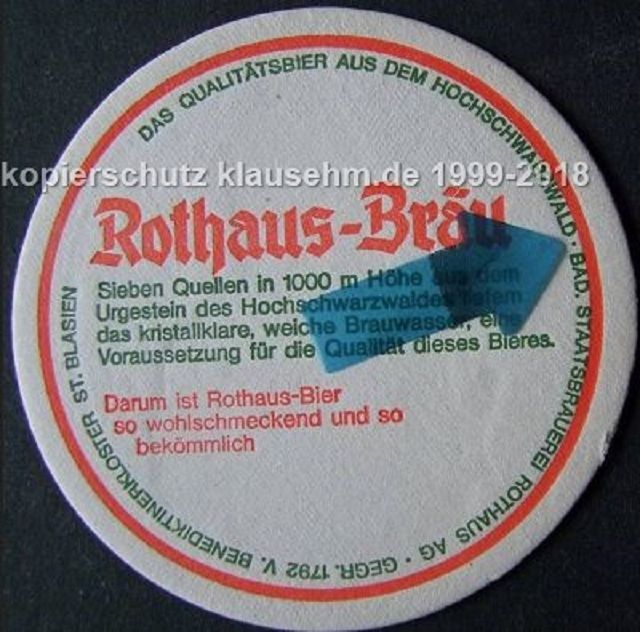 DAS QUALITÄTSBIER AUS DEM HOCHSCHWARZWALD · BAD. STAATSBRAUEREI ROTHAUS AG · GEGR. 1792 V. BENEDIKTINERKLOSTER ST. BLASIEN
kopierschutz klausehm.de 1999-2918
Rothaus-Bräu
Sieben Quellen in 1000 m Höhe aus dem
Urgestein des Hochschwarzwaldes liefern
das kristallklare, weiche Brauwasser, eine
Voraussetzung für die Qualität dieses Bieres.
Darum ist Rothaus-Bier
so wohlschmeckend und so
bekömmlich